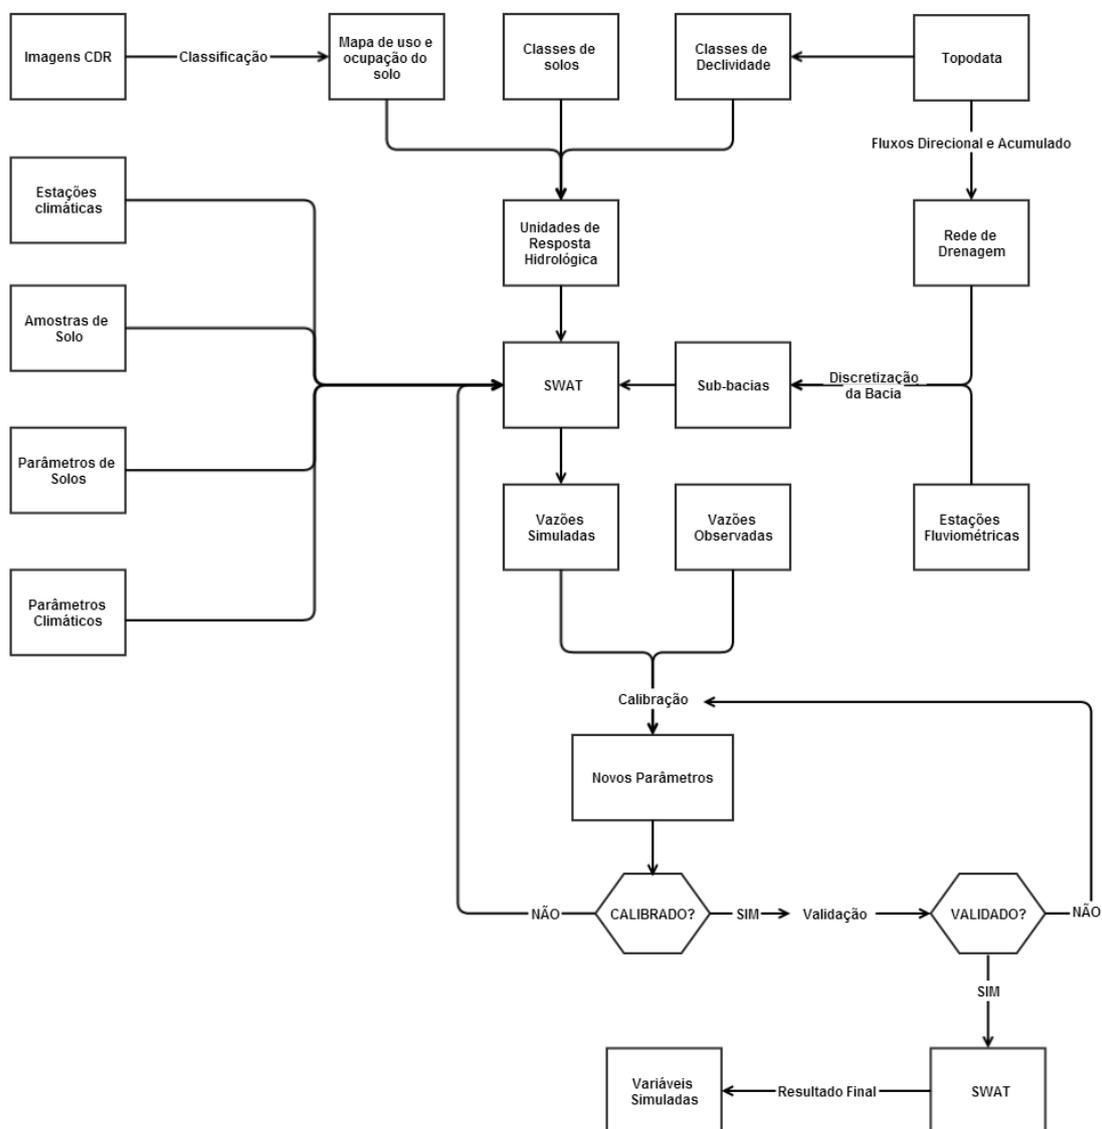 Imagens CDR
Classificação
Mapa de uso e
ocupação do
solo
Classes de
solos
Classes de
Declividade
Topodata
Fluxos Direcional e Acumulado
Estações
climáticas
Unidades de
Resposta
Hidrológica
Rede de
Drenagem
Amostras de
Solo
SWAT
Sub-bacias
Discretização
da Bacia
Parâmetros de
Solos
Vazões
Simuladas
Vazões
Observadas
Estações
Fluviométricas
Parâmetros
Climáticos
Calibração
Novos Parâmetros
NÃO
CALIBRADO?
SIM
Validação
VALIDADO?
NÃO
SIM
Variáveis
Simuladas
Resultado Final
SWAT